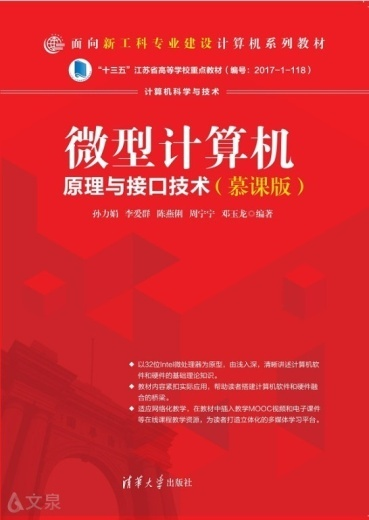 面向新工科专业建设计算机系列教材
“十三五”江苏省高等学校重点教材（编号：2017-1-118）
计算机科学与技术
微型计算机
原理与接口技术（慕课版）
孙力娟 李爱群 陈燕俐 周宁宁 邓玉龙 编著
以32位Intel微处理器为原型，由浅入深，清晰讲述计算机软
件和硬件的基础理论知识。
教材内容紧扣实际应用，帮助读者搭建计算机软件和硬件融
合的桥梁。
适应网络化教学，在教材中插入教学MOOC视频和电子课件
等在线课程教学资源，为读者打造立体化的多媒体学习平台。
清华大学出版社
文泉